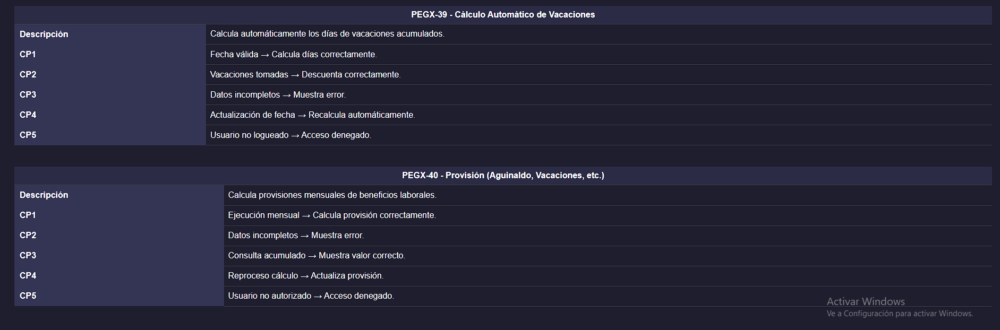 PEGX-39 - Cálculo Automático de Vacaciones
Descripción Calcula automáticamente los días de vacaciones acumulados.
CP1 Fecha válida → Calcula días correctamente.
CP2 Vacaciones tomadas → Descuenta correctamente.
CP3 Datos incompletos → Muestra error.
CP4 Actualización de fecha → Recalcula automáticamente.
CP5 Usuario no logueado → Acceso denegado.
PEGX-40 - Provisión (Aguinaldo, Vacaciones, etc.)
Descripción Calcula provisiones mensuales de beneficios laborales.
CP1 Ejecución mensual → Calcula provisión correctamente.
CP2 Datos incompletos → Muestra error.
CP3 Consulta acumulado → Muestra valor correcto.
CP4 Reproceso cálculo → Actualiza provisión.
CP5 Usuario no autorizado → Acceso denegado.
Activar Windows
Ve a Configuración para activar Windows.